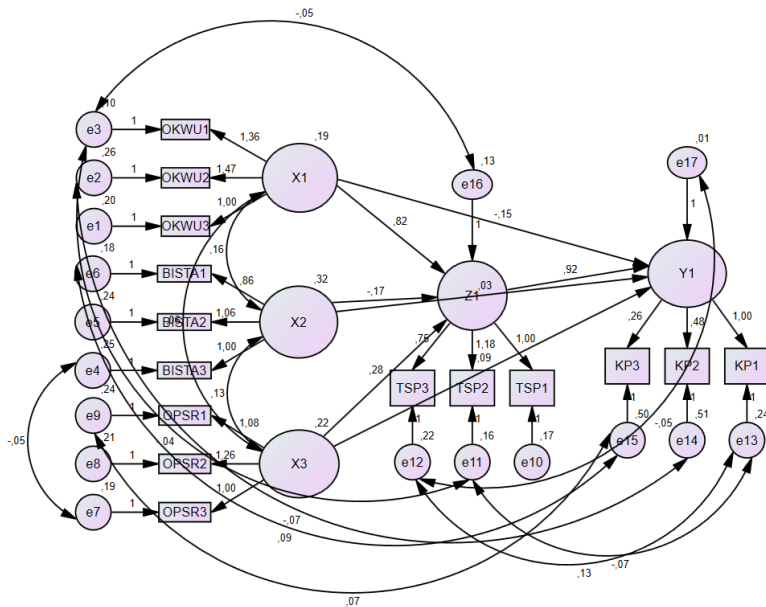 -,05
,10
e3
1
OKWU1
1,36
,19
X1
,26
e2
1
OKWU2
1,47
,13
e16
,01
e17
,20
e1
1
OKWU3
1,00
,82
1
-,15
1
,18
e6
1
BISTA1
,16
,86
,32
-,17
Z1
,03
,92
Y1
,24
e5
1
BISTA2
1,06
X2
,25
e4
1
BISTA3
1,00
,75
1,18
1,00
,09
,26
,48
1,00
,24
e9
1
OPSR1
,13
1,08
,22
,28
TSP3
TSP2
TSP1
KP3
KP2
KP1
-,05
,21
e8
1
OPSR2
,04
1,26
X3
1
1
1
1
1
1
,22
e12
,16
e11
,17
e10
,50
e15
-,05
,51
e14
,24
e13
,19
e7
1
OPSR3
1,00
-,07
,09
,13
-,07
,07